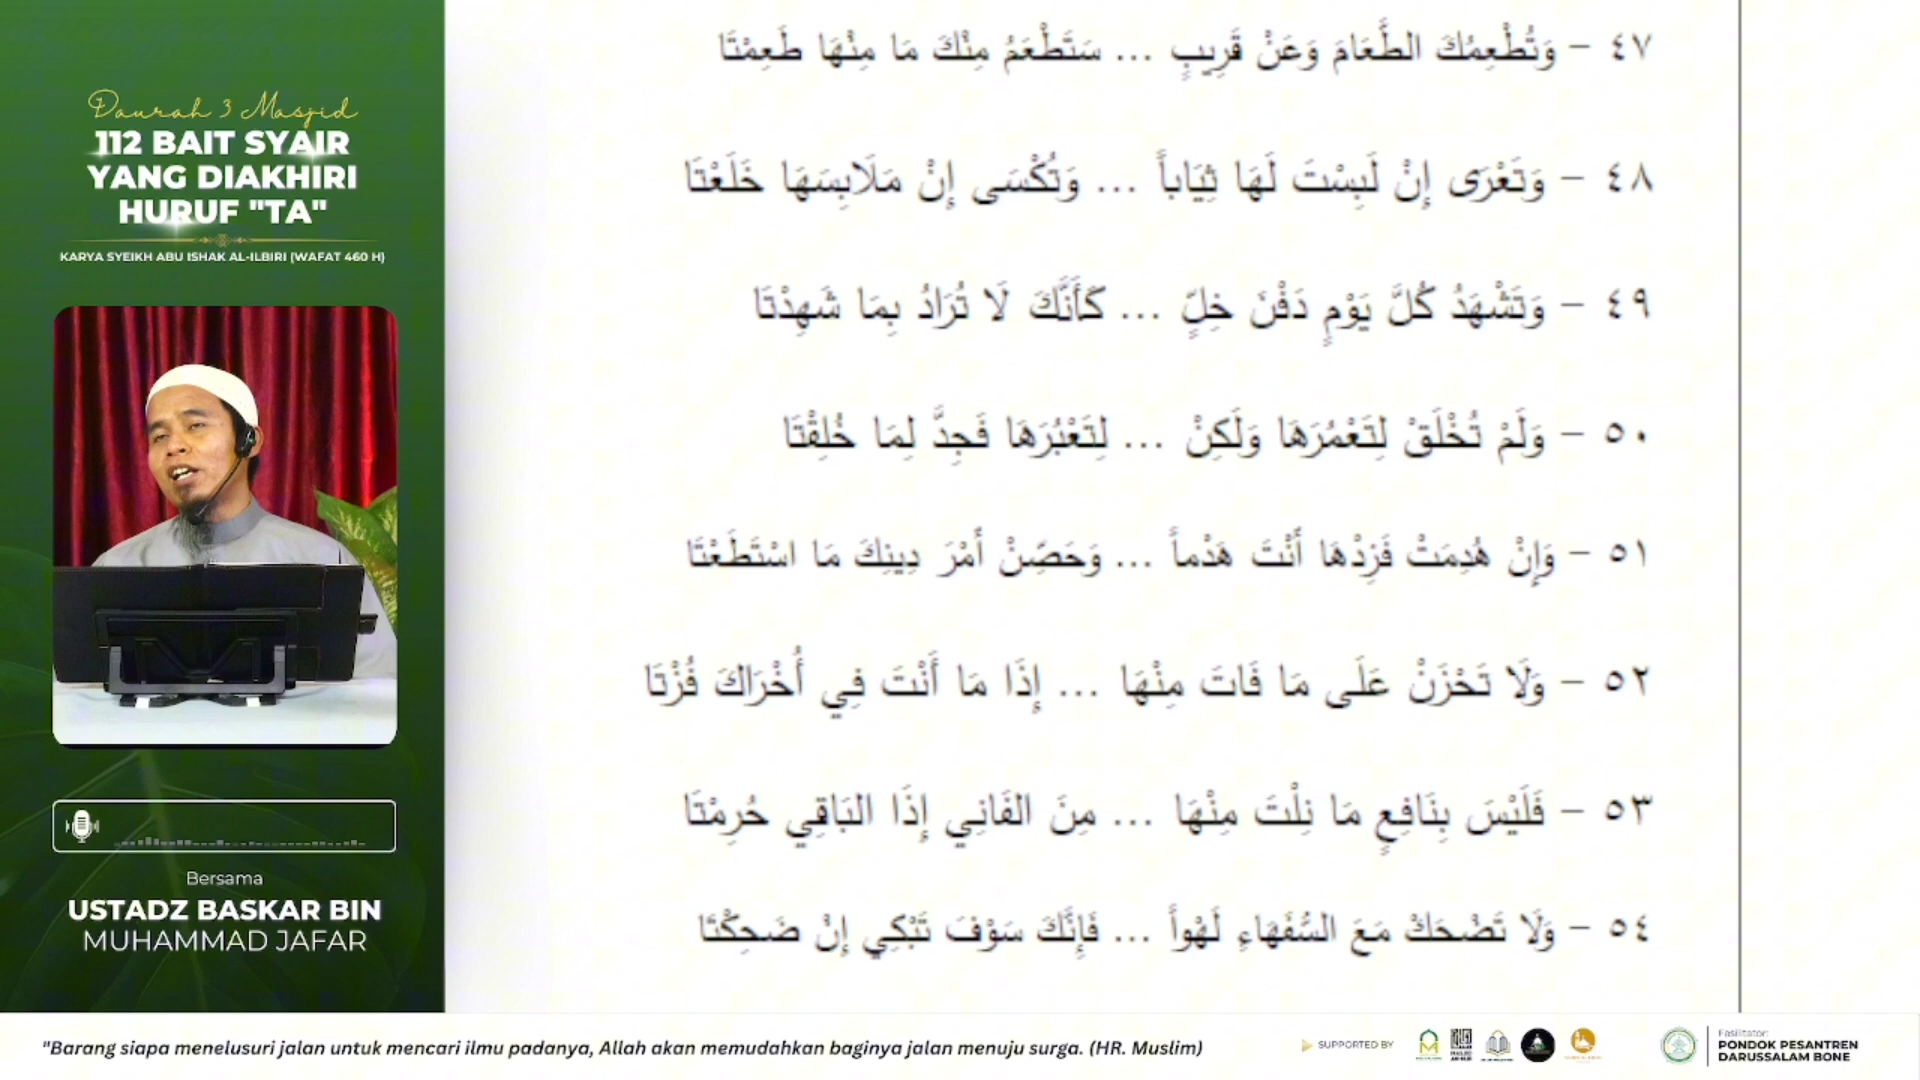 Daurah 3 Masjid
112 BAIT SYAIR
YANG DIAKHIRI
HURUF "TA"
KARYA SYEIKH ABU ISHAK AL-ILBIRI (WAFAT 460 H)
Bersama
USTADZ BASKAR BIN
MUHAMMAD JAFAR
٤٧ – وَتُطْعِمُكَ الطَّعَامَ وَعَنْ قَرِيبٍ ... سَتَطْعَمُ مِنْكَ مَا مِنْهَا طَعِمْتَا
٤٨ – وَتَعْرَى إِنْ لَبِسْتَ لَهَا ثِيَاباً ... وَتُكْسَى إِنْ مَلَابِسَهَا خَلَعْتَا
٤٩ – وَتَشْهَدُ كُلَّ يَوْمٍ دَفْنَ خِلٍّ ... كَأَنَّكَ لَا تُرَادُ بِمَا شَهِدْتَا
٥٠ – وَلَمْ تُخْلَقْ لِتَعْمُرَهَا وَلَكِنْ ... لِتَعْبُرَهَا فَجِدَّ لِمَا خُلِقْتَا
٥١ – وَإِنْ هُدِمَتْ فَزِدْهَا أَنْتَ هَدْماً ... وَحَصِّنْ أَمْرَ دِينِكَ مَا اسْتَطَعْتَا
٥٢ – وَلَا تَحْزَنْ عَلَى مَا فَاتَ مِنْهَا ... إِذَا مَا أَنْتَ فِي أُخْرَاكَ فُزْتَا
٥٣ – فَلَيْسَ بِنَافِعٍ مَا نِلْتَ مِنْهَا ... مِنَ الفَانِي إِذَا البَاقِي حُرِمْتَا
٥٤ – وَلَا تَضْحَكْ مَعَ السُّفَهَاءِ لَهْواً ... فَإِنَّكَ سَوْفَ تَبْكِي إِنْ ضَحِكْتَا
"Barang siapa menelusuri jalan untuk mencari ilmu padanya, Allah akan memudahkan baginya jalan menuju surga. (HR. Muslim)
SUPPORTED BY
Fasilitator:
PONDOK PESANTREN
DARUSSALAM BONE